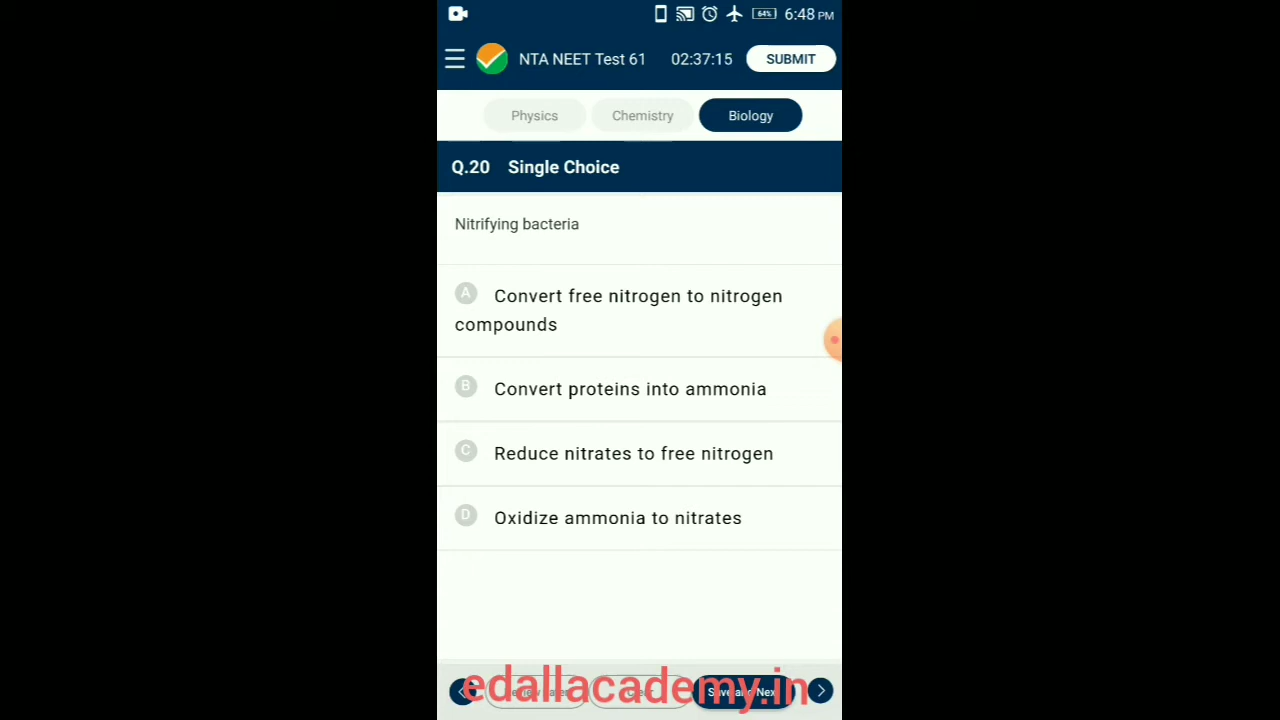 64% 6:48 PM
NTA NEET Test 61 02:37:15 SUBMIT
Physics Chemistry Biology
Q.20 Single Choice
Nitrifying bacteria
A Convert free nitrogen to nitrogen
compounds
B Convert proteins into ammonia
C Reduce nitrates to free nitrogen
D Oxidize ammonia to nitrates
edallacademy.in